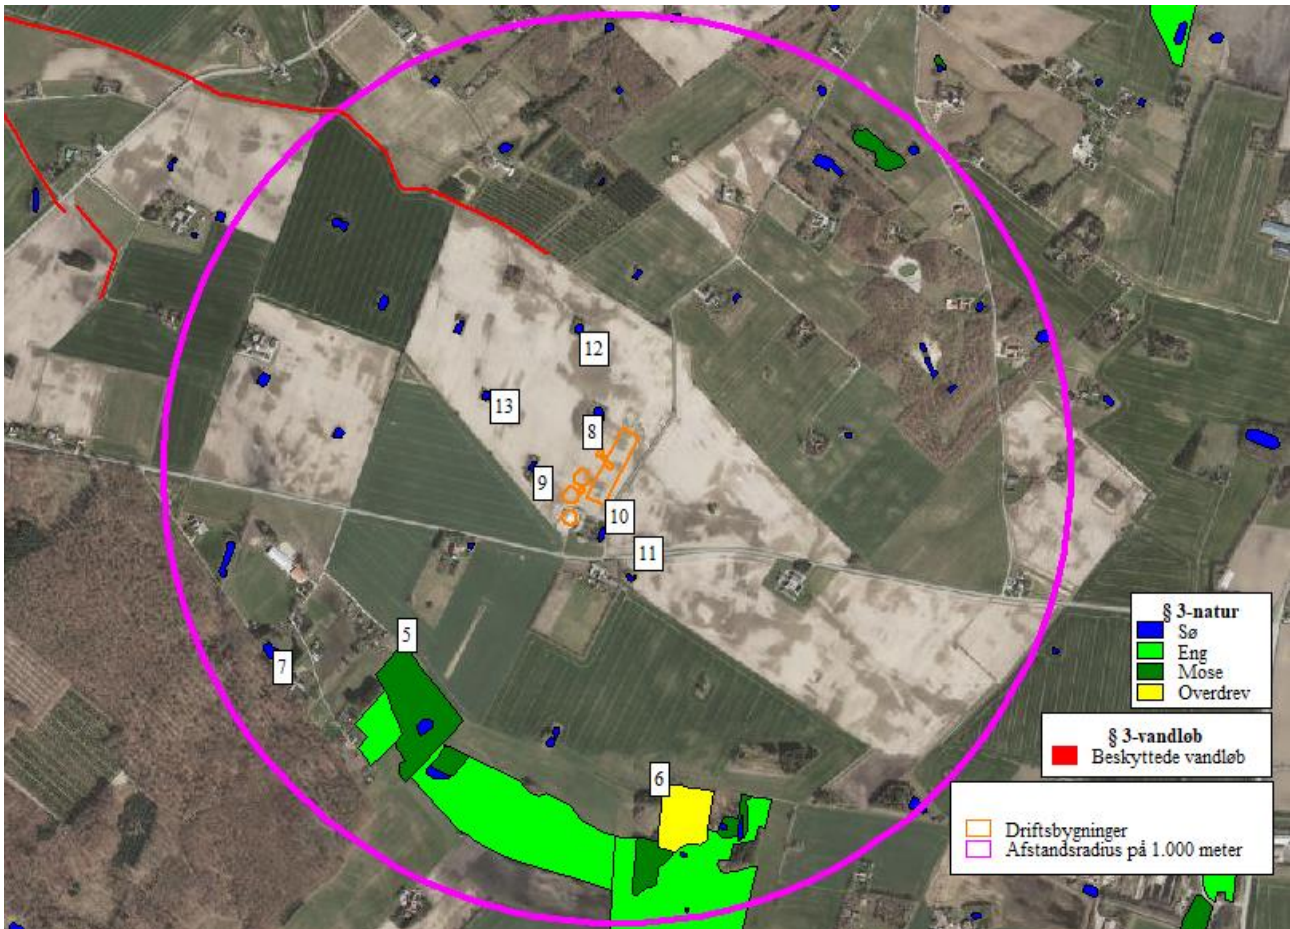 12
13
8
9
10
11
5
7
6
§ 3-natur
Sø
Eng
Mose
Overdrev
§ 3-vandløb
Beskyttede vandløb
Driftsbygninger
Afstandsradius på 1.000 meter